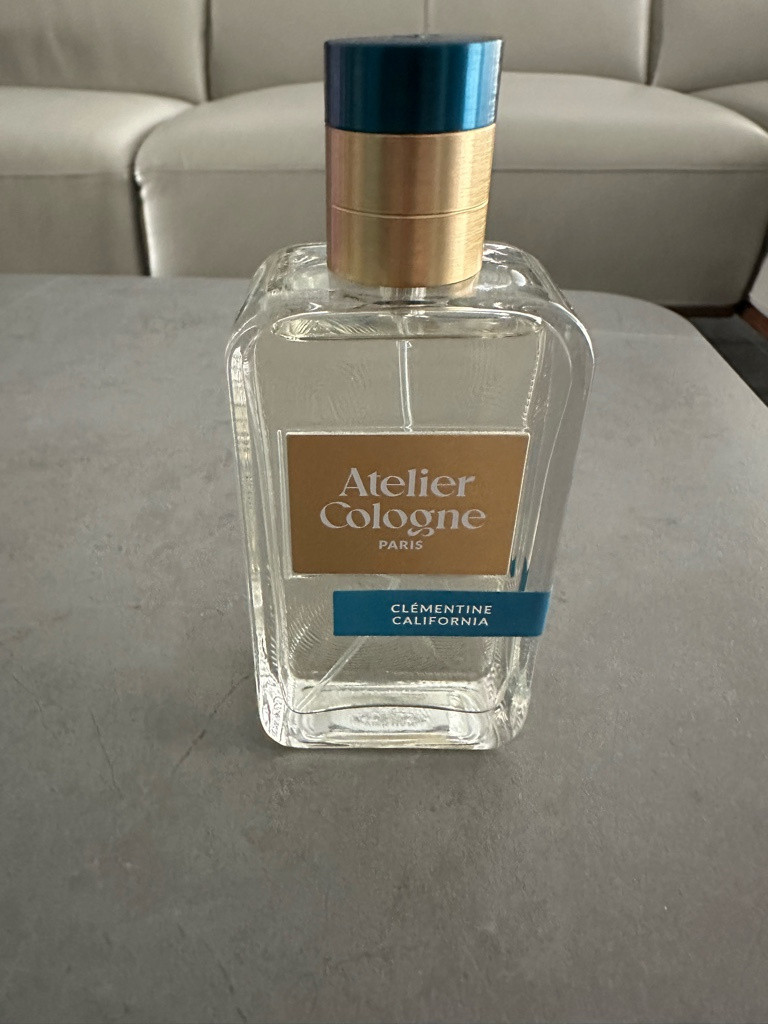 Atelier
Cologne
PARIS
CLÉMENTINE
CALIFORNIA